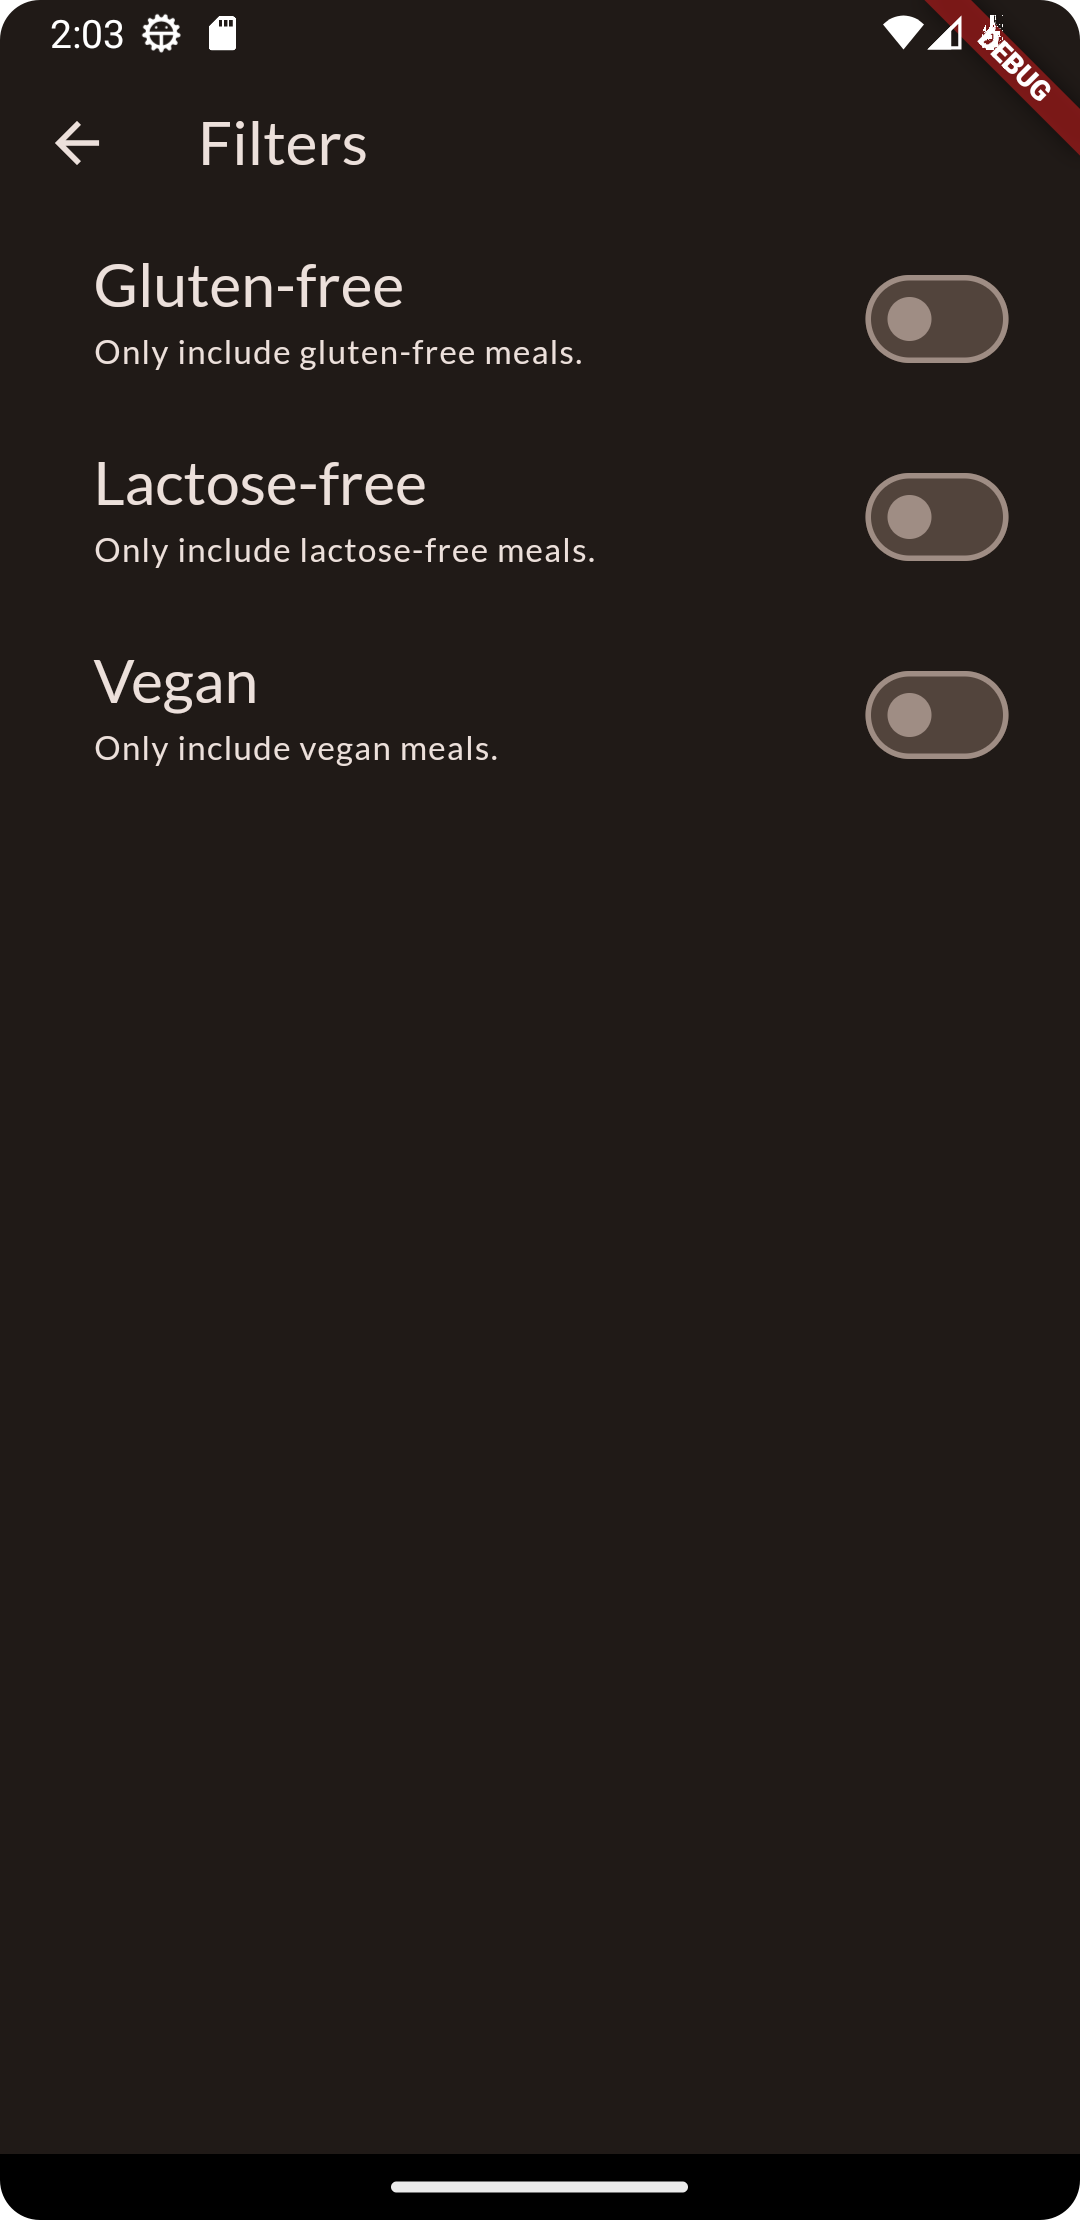 2:03
DEBUG
Filters
Gluten-free
Only include gluten-free meals.
Lactose-free
Only include lactose-free meals.
Vegan
Only include vegan meals.